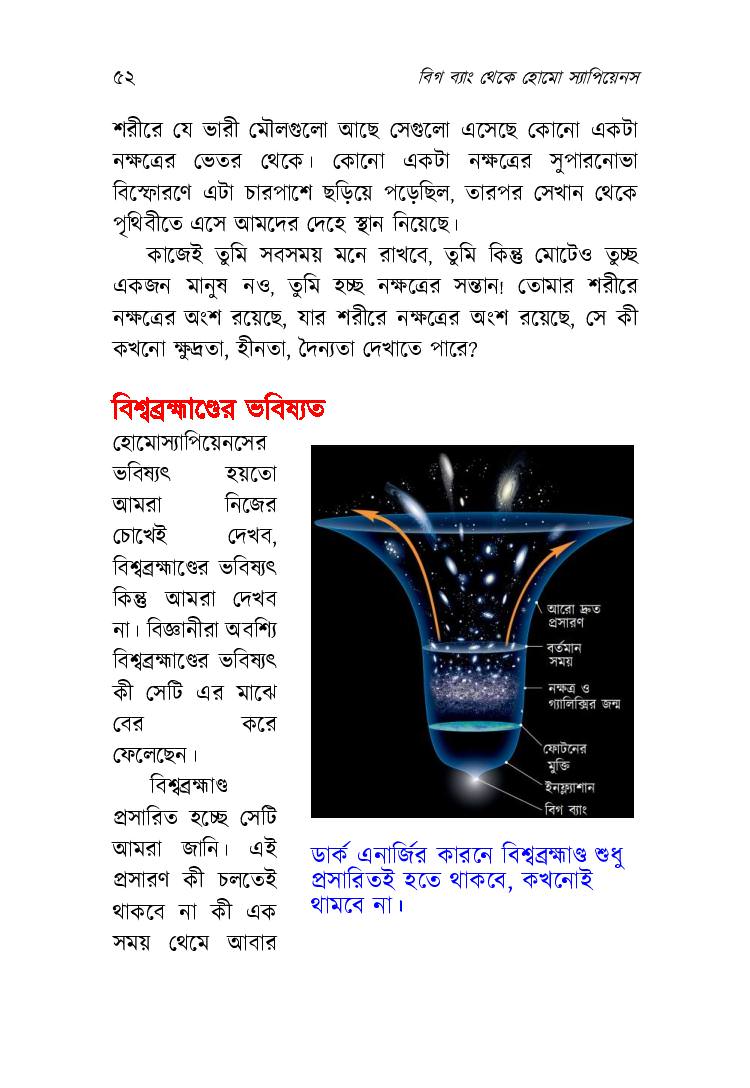 ৫২ বিগ ব্যাং থেকে হোমো স্যাপিয়েনস
শরীরে যে ভারী মৌলগুলো আছে সেগুলো এসেছে কোনো একটা
নক্ষত্রের ভেতর থেকে। কোনো একটা নক্ষত্রের সুপারনোভা
বিস্ফোরণে এটা চারপাশে ছড়িয়ে পড়েছিল, তারপর সেখান থেকে
পৃথিবীতে এসে আমদের দেহে স্থান নিয়েছে।
কাজেই তুমি সবসময় মনে রাখবে, তুমি কিন্তু মোটেও তুচ্ছ
একজন মানুষ নও, তুমি হচ্ছ নক্ষত্রের সন্তান! তোমার শরীরে
নক্ষত্রের অংশ রয়েছে, যার শরীরে নক্ষত্রের অংশ রয়েছে, সে কী
কখনো ক্ষুদ্রতা, হীনতা, দৈন্যতা দেখাতে পারে?
বিশ্বব্রহ্মাণ্ডের ভবিষ্যত
হোমোস্যাপিয়েনসের
ভবিষ্যৎ হয়তো
আমরা নিজের
চোখেই দেখব,
বিশ্বব্রহ্মাণ্ডের ভবিষ্যৎ
কিন্তু আমরা দেখব
না। বিজ্ঞানীরা অবশ্যি
বিশ্বব্রহ্মাণ্ডের ভবিষ্যৎ
কী সেটি এর মাঝে
বের করে
ফেলেছেন।
বিশ্বব্রহ্মাণ্ড
প্রসারিত হচ্ছে সেটি
আমরা জানি। এই
প্রসারণ কী চলতেই
থাকবে না কী এক
সময় থেমে আবার
আরো দ্রুত
প্রসারণ
বর্তমান
সময়
নক্ষত্র ও
গ্যালিক্সির জন্ম
ফোটনের
মুক্তি
ইনফ্ল্যাশান
বিগ ব্যাং
ডার্ক এনার্জির কারনে বিশ্বব্রহ্মাণ্ড শুধু
প্রসারিতই হতে থাকবে, কখনোই
থামবে না।